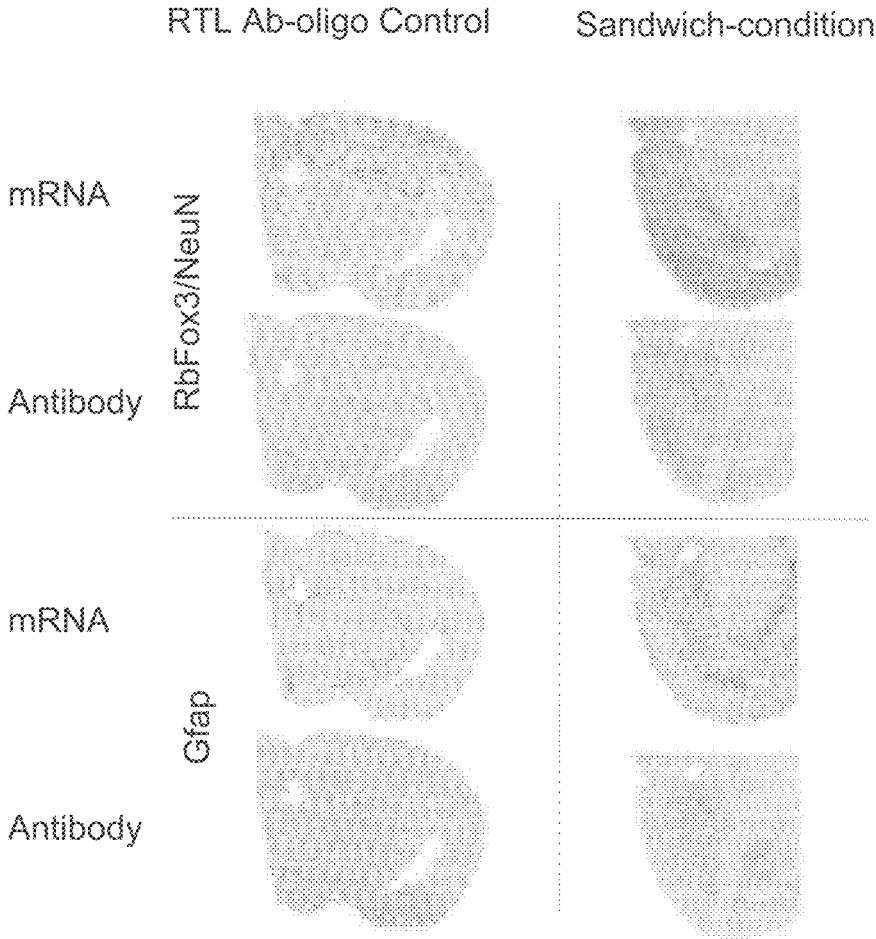 RTL Ab-oligo Control
Sandwich-condition
mRNA
RbFox3/NeuN
Antibody
mRNA
Gfap
Antibody